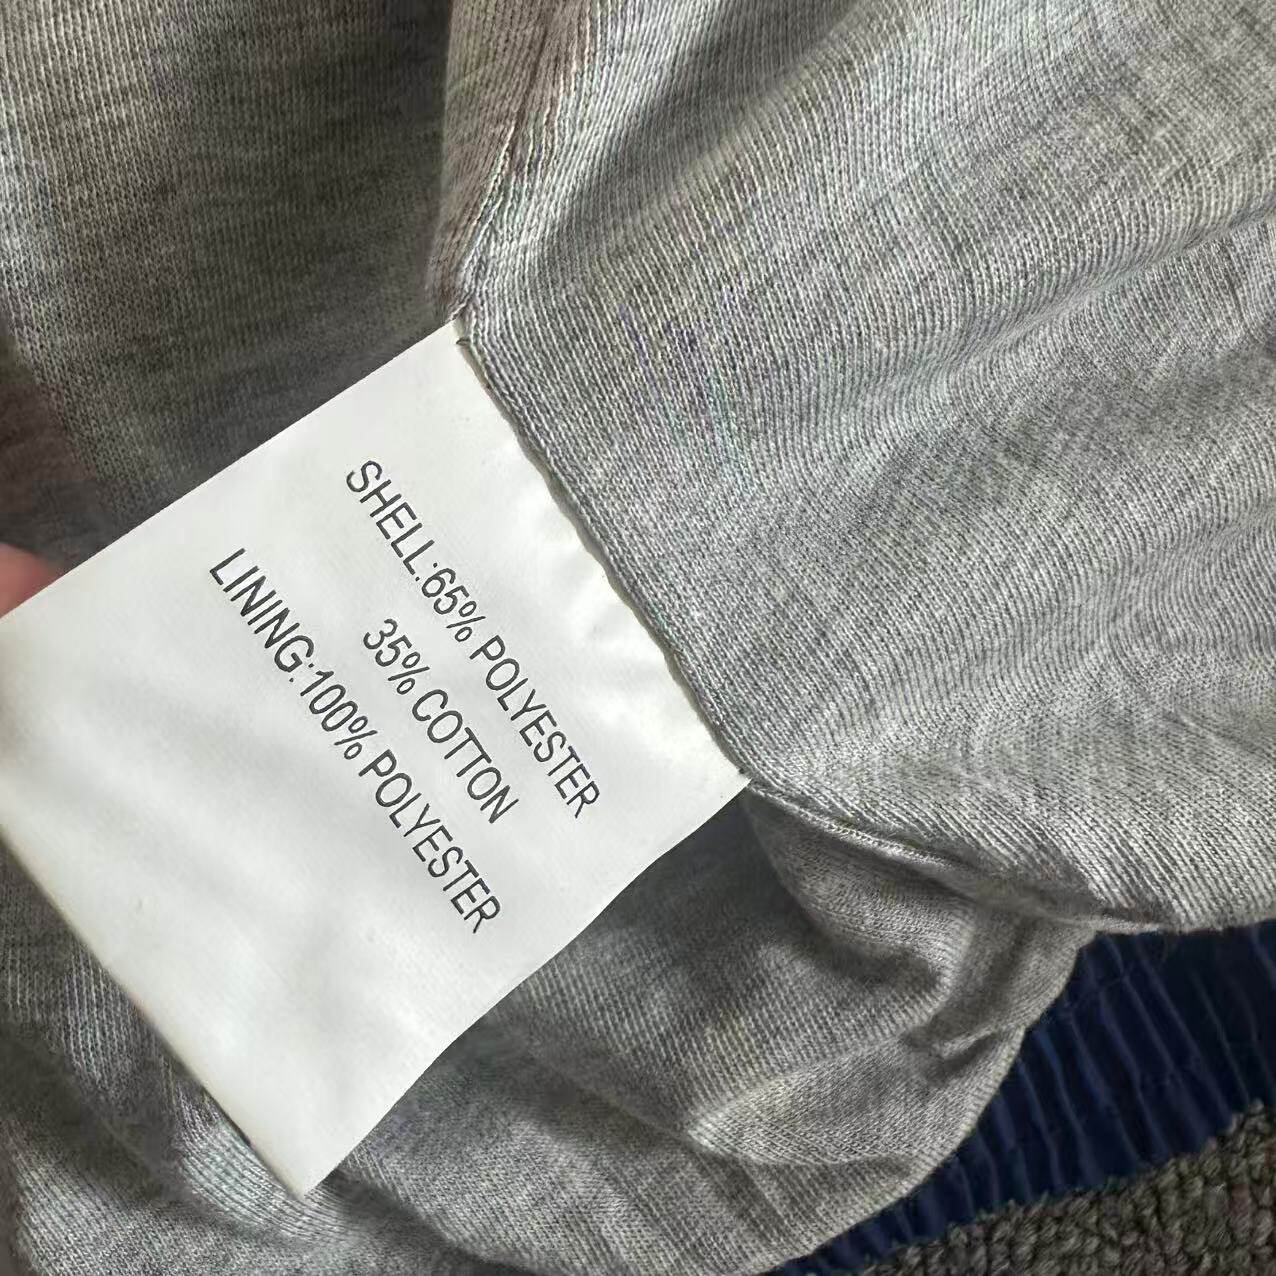 SHELL:65% POLYESTER
35% COTTON
LINING:100% POLYESTER